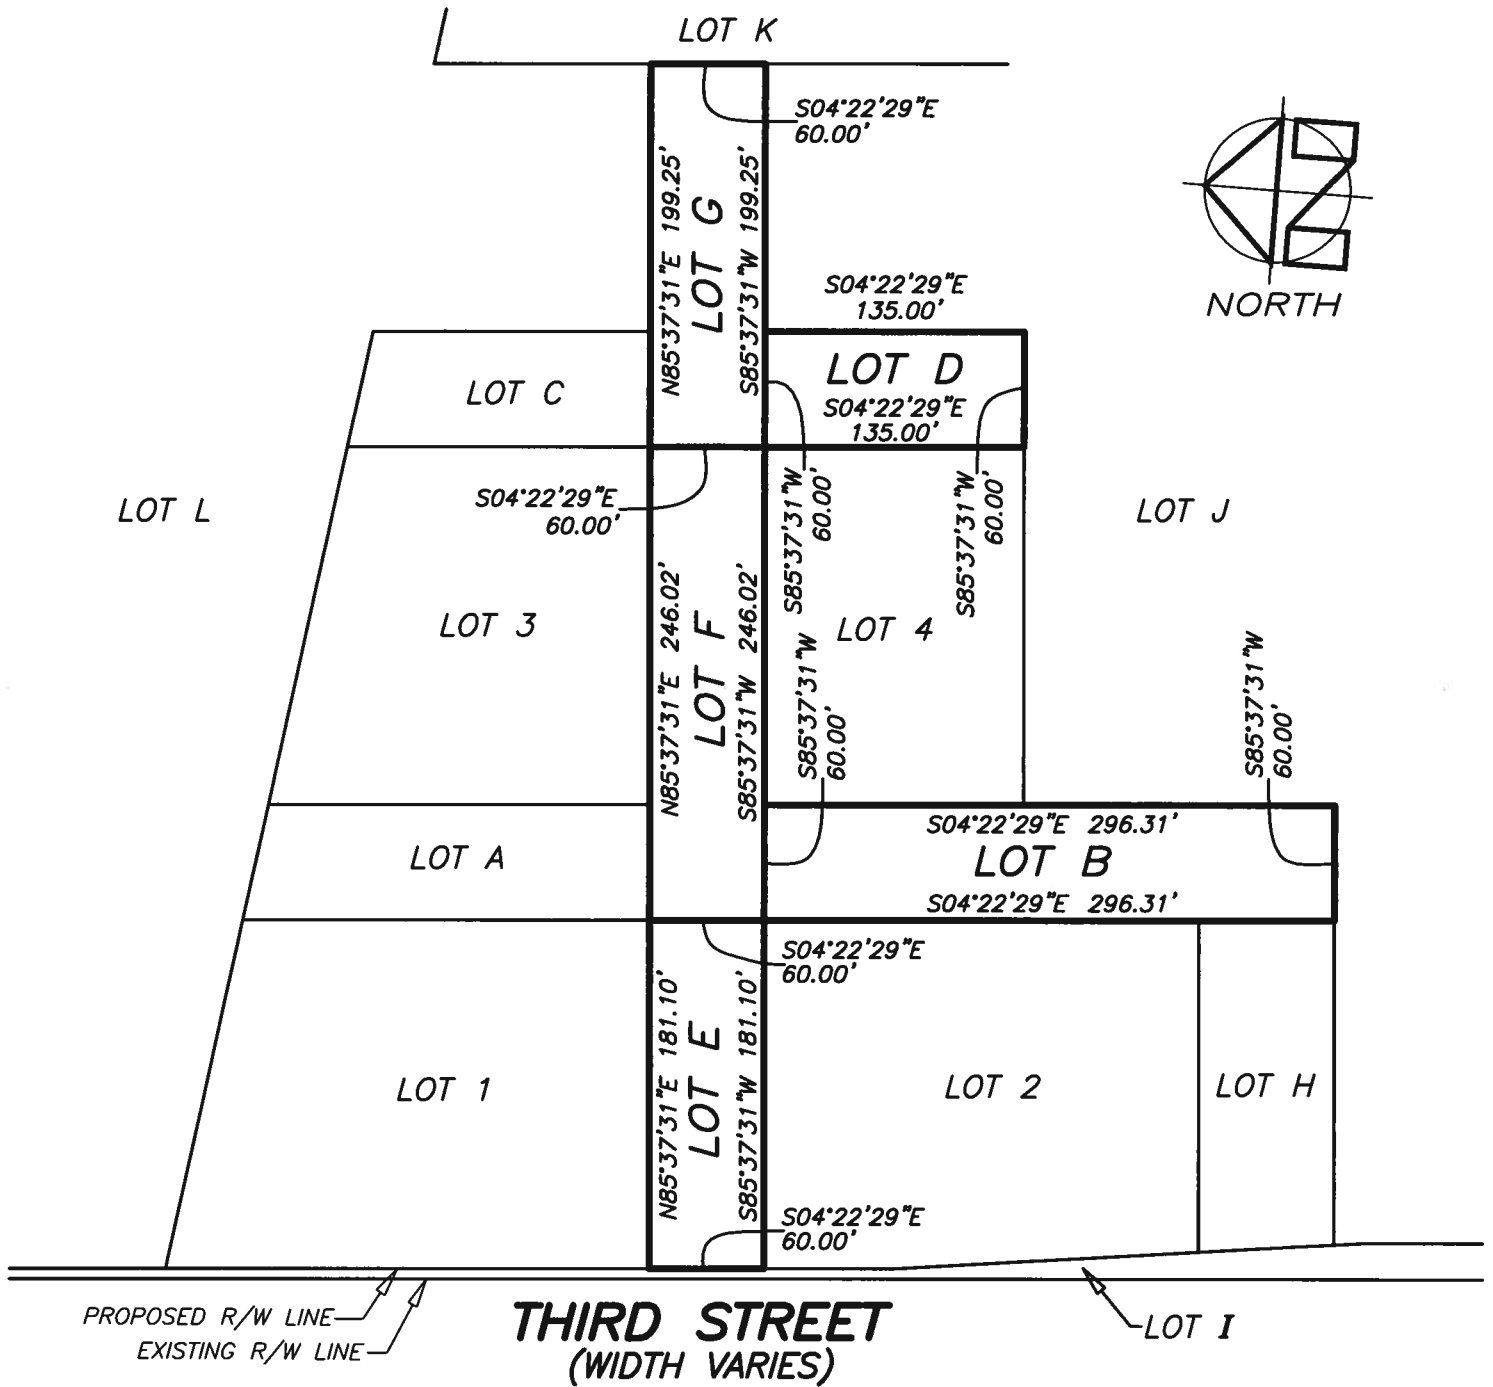 LOT K
S04°22'29"E
60.00'
N85°37'31"E 199.25'
LOT G
S85°37'31"W 199.25'
NORTH
S04°22'29"E
135.00'
LOT D
S04°22'29"E
135.00'
LOT C
S85°37'31"W
60.00'
S85°37'31"W
60.00'
S04°22'29"E
60.00'
LOT L
LOT J
LOT 3
N85°37'31"E 246.02'
LOT F
S85°37'31"W 246.02'
LOT 4
S85°37'31"W
60.00'
S85°37'31"W
60.00'
S04°22'29"E 296.31'
LOT A
LOT B
S04°22'29"E 296.31'
S04°22'29"E
60.00'
LOT 1
N85°37'31"E 181.10'
LOT E
S85°37'31"W 181.10'
LOT 2
LOT H
S04°22'29"E
60.00'
PROPOSED R/W LINE
EXISTING R/W LINE
THIRD STREET
(WIDTH VARIES)
LOT I